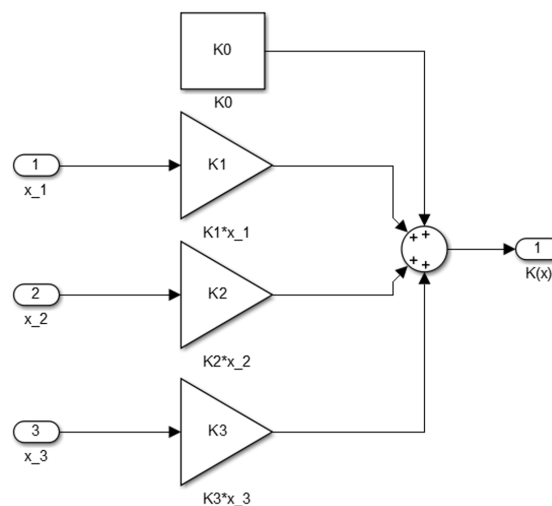 K0
K0
1
x_1
K1
K1*x_1
2
x_2
K2
K2*x_2
3
x_3
K3
K3*x_3
+ +
+ +
1
K(x)